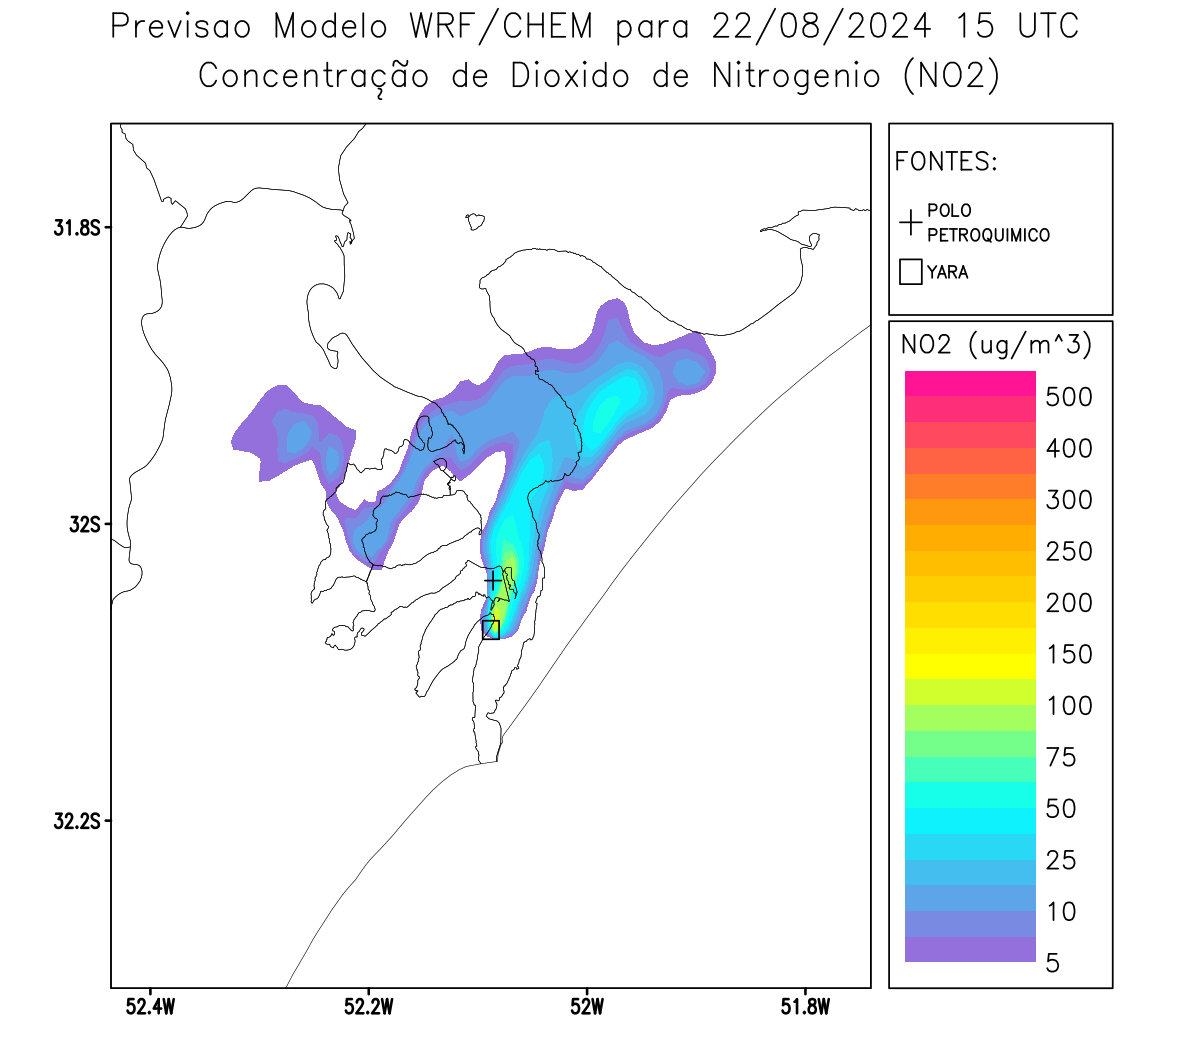 Previsao Modelo WRF/CHEM para 22/08/2024 15 UTC
Concentração de Dioxido de Nitrogenio (NO2)
FONTES:
POLO
PETROQUIMICO
YARA
NO2 (ug/m^3)
500
400
300
250
200
150
100
75
50
25
10
5
31.8S
32S
32.2S
52.4W
52.2W
52W
51.8W